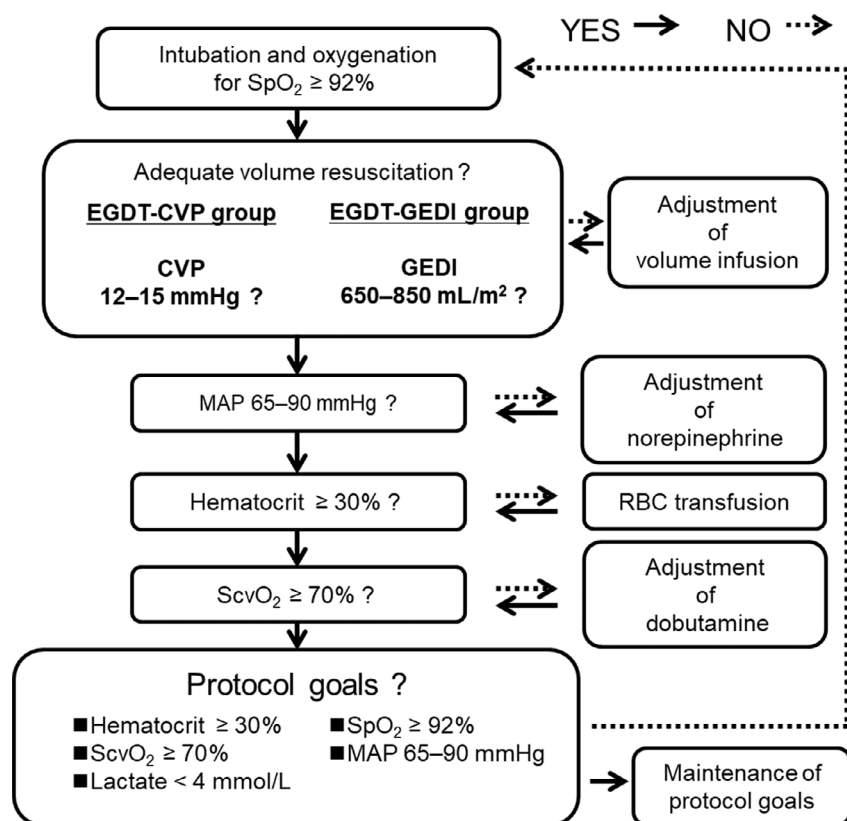 YES NO
Intubation and oxygenation
for SpO₂ ≥ 92%
Adequate volume resuscitation ?
EGDT-CVP group
CVP
12–15 mmHg ?
EGDT-GEDI group
GEDI
650–850 mL/m² ?
Adjustment
of
volume infusion
MAP 65–90 mmHg ?
Adjustment
of
norepinephrine
Hematocrit ≥ 30% ?
RBC transfusion
ScvO₂ ≥ 70% ?
Adjustment
of
dobutamine
Protocol goals ?
■Hematocrit ≥ 30%
■ScvO₂ ≥ 70%
■Lactate < 4 mmol/L
■SpO₂ ≥ 92%
■MAP 65–90 mmHg
Maintenance of
protocol goals